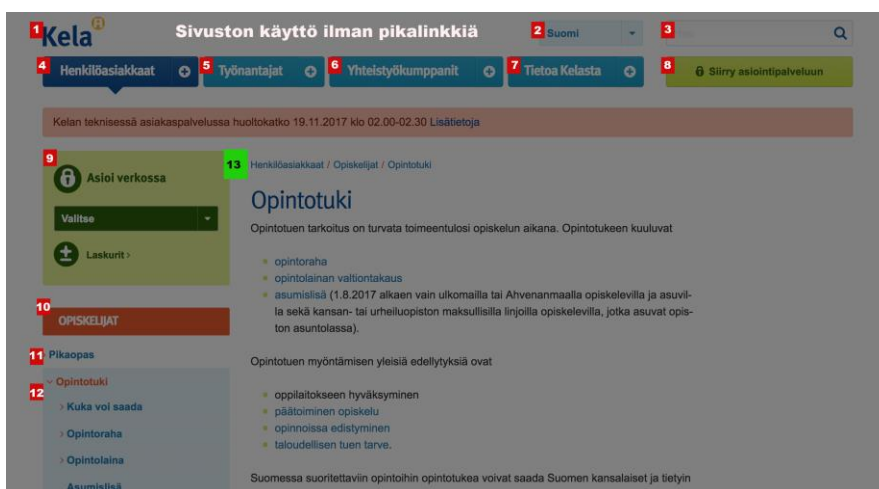 1 Kela
Sivuston käyttö ilman pikalinkkiä
2 Suomi
3
4 Henkilöasiakkaat
5 Työnantajat
6 Yhteistyökumppanit
7 Tietoa Kelasta
8 Siirry asiointipalveluun
Kelan teknisessä asiakaspalvelussa huoltokatko 19.11.2017 klo 02.00-02.30 Lisätietoja
9 Asioi verkossa
Valitse
Laskurit ›
10 OPISKELIJAT
11 Pikaopas
12 Opintotuki
› Kuka voi saada
› Opintoraha
› Opintolaina
Asumislisä
13 Henkilöasiakkaat / Opiskelijat / Opintotuki
Opintotuki
Opintotuen tarkoitus on turvata toimeentulosi opiskelun aikana. Opintotukeen kuuluvat
opintoraha
opintolainan valtiontakaus
asumislisä (1.8.2017 alkaen vain ulkomailla tai Ahvenanmaalla opiskelevilla ja asuvil-
la sekä kansan- tai urheiluopiston maksullisilla linjoilla opiskelevilla, jotka asuvat opis-
ton asuntolassa).
Opintotuen myöntämisen yleisiä edellytyksiä ovat
oppilaitokseen hyväksyminen
päätoiminen opiskelu
opinnoissa edistyminen
taloudellisen tuen tarve.
Suomessa suoritettaviin opintoihin opintotukea voivat saada Suomen kansalaiset ja tietyin